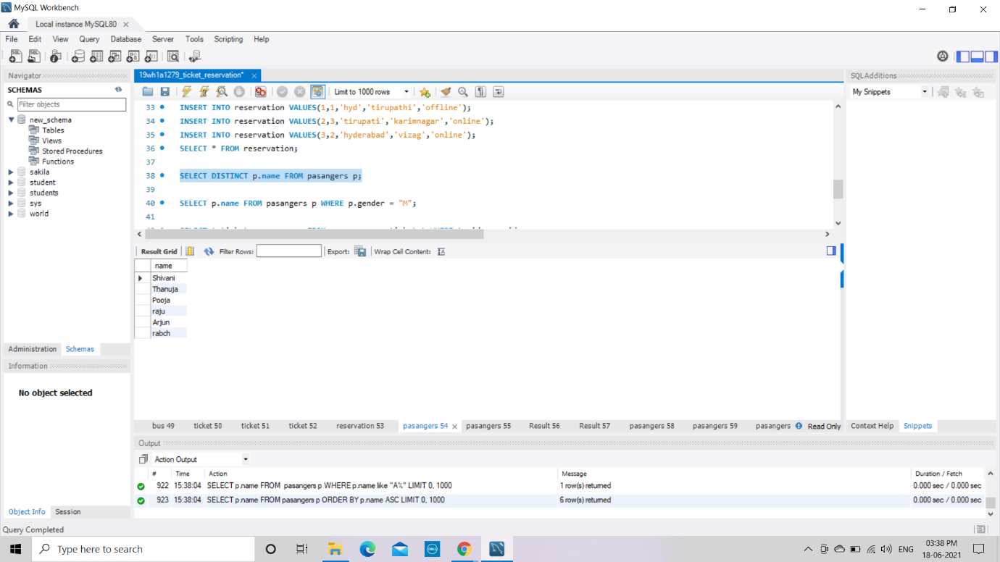 MySQL Workbench
Local instance MySQL80
File Edit View Query Database Server Tools Scripting Help
Navigator
SCHEMAS
Filter objects
new_schema
Tables
Views
Stored Procedures
Functions
sakila
student
students
sys
world
Administration Schemas
Information
No object selected
Object Info Session
19wh1a1279_ticket_reservation*
Limit to 1000 rows
33 INSERT INTO reservation VALUES(1,1,'hyd','tirupathi','offline');
34 INSERT INTO reservation VALUES(2,3,'tirupati','karimnagar','online');
35 INSERT INTO reservation VALUES(3,2,'hyderabad','vizag','online');
36 SELECT * FROM reservation;
37
38 SELECT DISTINCT p.name FROM pasangers p;
39
40 SELECT p.name FROM pasangers p WHERE p.gender = "M";
41
Result Grid Filter Rows: Export: Wrap Cell Content:
name
Shivani
Thanuja
Pooja
raju
Arjun
rabch
bus 49 ticket 50 ticket 51 ticket 52 reservation 53 pasangers 54 pasangers 55 Result 56 Result 57 pasangers 58 pasangers 59 pasangers Read Only
SQLAdditions
My Snippets
Context Help Snippets
Output
Action Output
# Time Action Message Duration / Fetch
922 15:38:04 SELECT p.name FROM pasangers p WHERE p.name like "A%" LIMIT 0, 1000 1 row(s) returned 0.000 sec / 0.000 sec
923 15:38:04 SELECT p.name FROM pasangers p ORDER BY p.name ASC LIMIT 0, 1000 6 row(s) returned 0.000 sec / 0.000 sec
Query Completed
Type here to search
DELL
ENG
03:38 PM
18-06-2021